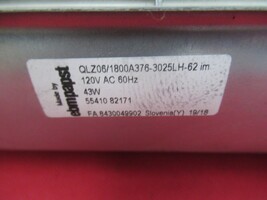 Made by
ebmpapst
QLZ06/1800A376-3025LH-62 im
120V AC 60Hz
43W
55410 82171
FA 8430049902 Slovenia(Y) 19/18